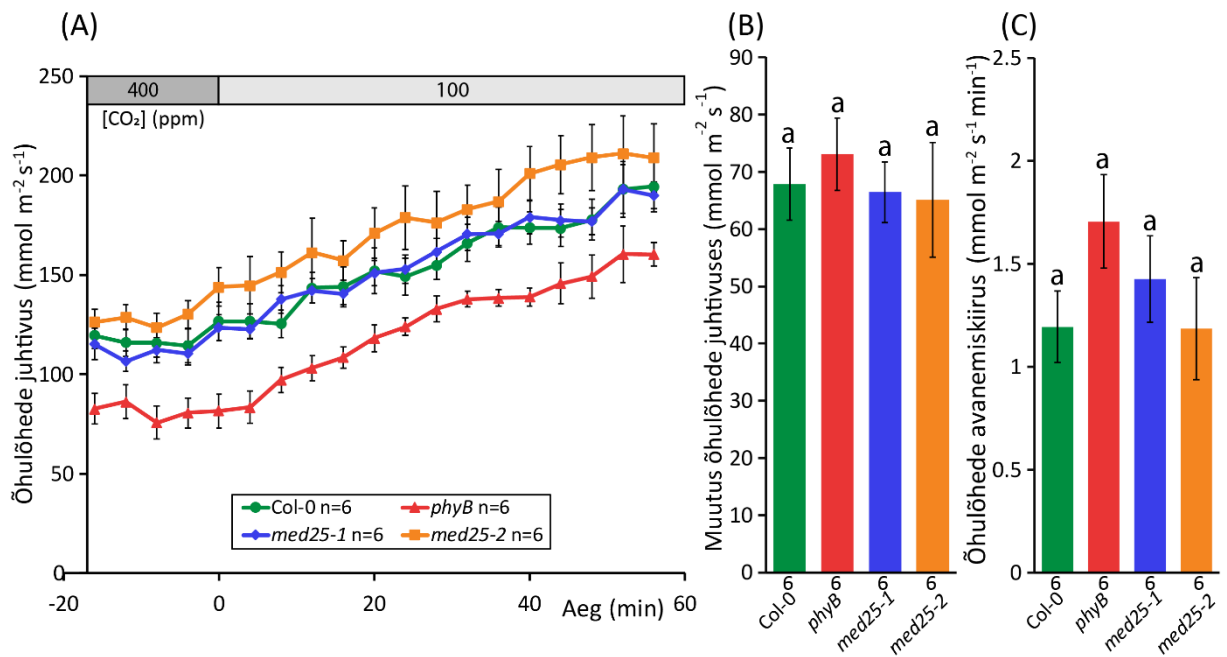 (A)
Õhulõhede juhtivus (mmol m⁻² s⁻¹)
250
200
150
100
50
0
400
100
[CO₂] (ppm)
Col-0 n=6
phyB n=6
med25-1 n=6
med25-2 n=6
-20
0
20
40
60
Aeg (min)
(B)
Muutus õhulõhede juhtivuses (mmol m⁻² s⁻¹)
90
80
70
60
50
40
30
20
10
0
a
a
a
a
6
6
6
6
Col-0
phyB
med25-1
med25-2
(C)
Õhulõhede avanemiskiirus (mmol m⁻² s⁻¹ min⁻¹)
2.5
2
1.5
1
0.5
0
a
a
a
a
6
6
6
6
Col-0
phyB
med25-1
med25-2